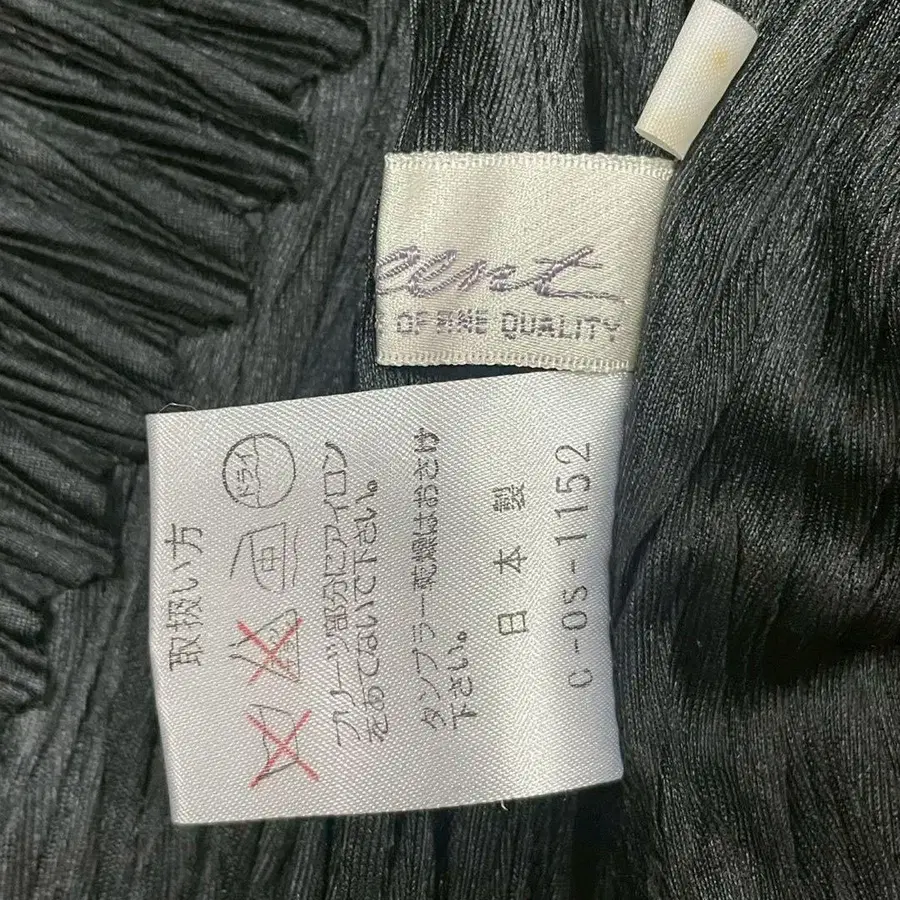 OF FINE QUALITY
取扱い方
ドライ
中
プリーツ部分にアイロン
をあてないで下さい。
タンブラー乾燥はおさけ
下さい。
日本製
C-OS-1152